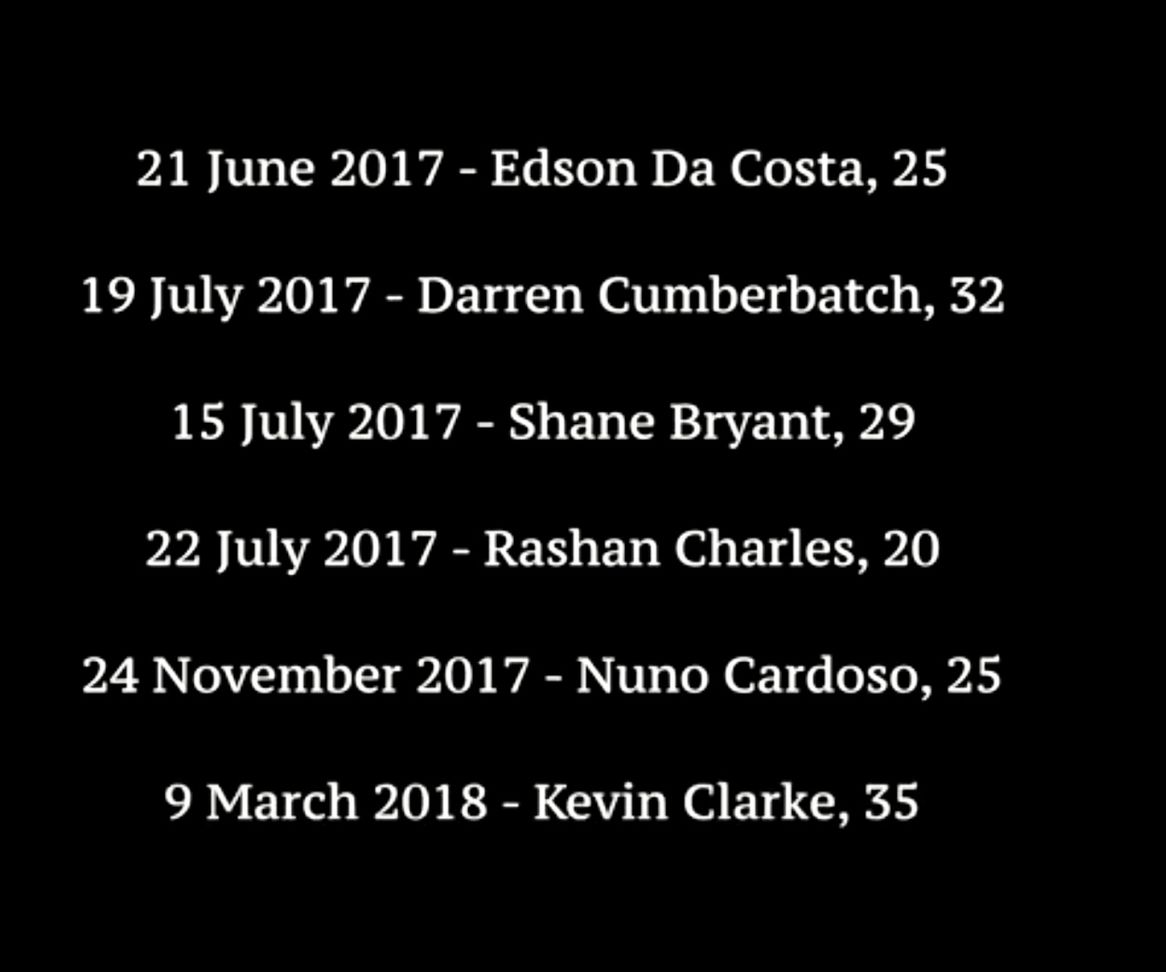 21 June 2017 - Edson Da Costa, 25
19 July 2017 - Darren Cumberbatch, 32
15 July 2017 - Shane Bryant, 29
22 July 2017 - Rashan Charles, 20
24 November 2017 - Nuno Cardoso, 25
9 March 2018 - Kevin Clarke, 35